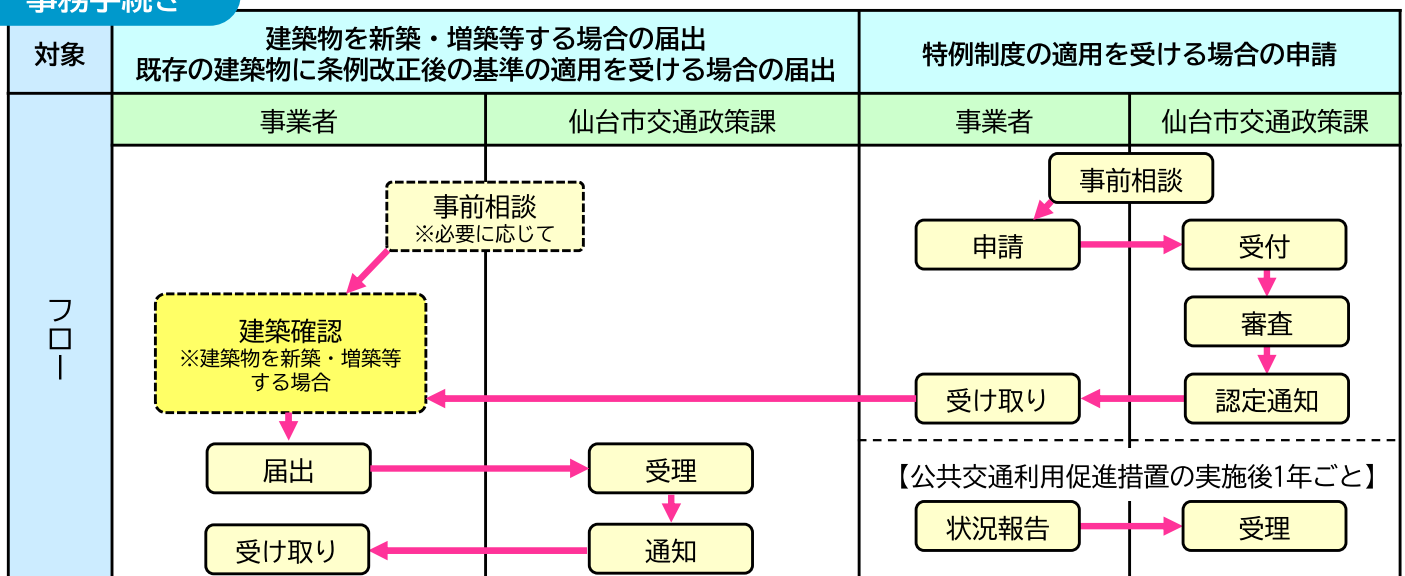 事務手続き
対象
建築物を新築・増築等する場合の届出
既存の建築物に条例改正後の基準の適用を受ける場合の届出
特例制度の適用を受ける場合の申請
事業者
仙台市交通政策課
事業者
仙台市交通政策課
フロー
事前相談
※必要に応じて
建築確認
※建築物を新築・増築等
する場合
届出
受理
受け取り
通知
事前相談
申請
受付
審査
受け取り
認定通知
【公共交通利用促進措置の実施後1年ごと】
状況報告
受理